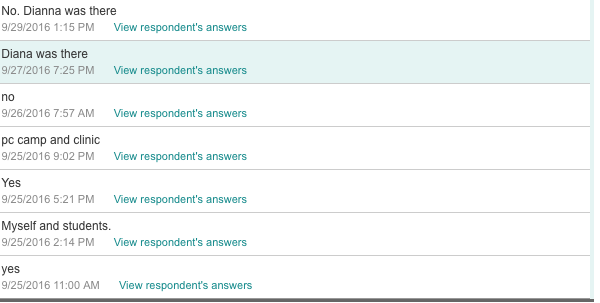 No. Dianna was there
9/29/2016 1:15 PM View respondent's answers
Diana was there
9/27/2016 7:25 PM View respondent's answers
no
9/26/2016 7:57 AM View respondent's answers
pc camp and clinic
9/25/2016 9:02 PM View respondent's answers
Yes
9/25/2016 5:21 PM View respondent's answers
Myself and students.
9/25/2016 2:14 PM View respondent's answers
yes
9/25/2016 11:00 AM View respondent's answers